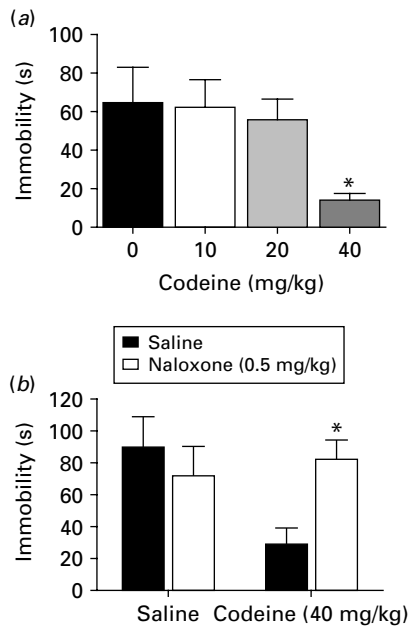 (a)
Immobility (s)
100
80
60
40
20
0
*
0 10 20 40
Codeine (mg/kg)
Saline
Naloxone (0.5 mg/kg)
(b)
Immobility (s)
120
100
80
60
40
20
0
*
Saline Codeine (40 mg/kg)